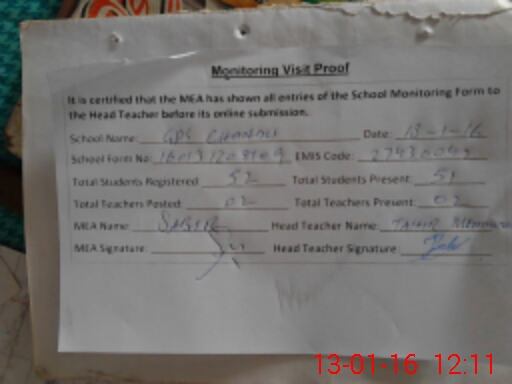 Monitoring Visit Proof
It is certified that the MEA has shown all entries of the School Monitoring Form to
the Head Teacher before its online submission.
School Name: GPS Date: 13-1-16
School Form No: EMIS Code:
Total Students Registered: 52 Total Students Present: 51
Total Teachers Posted: 02 Total Teachers Present: 02
MEA Name: SABIR Head Teacher Name: TAHIR
MEA Signature: Head Teacher Signature:
13-01-16 12:11